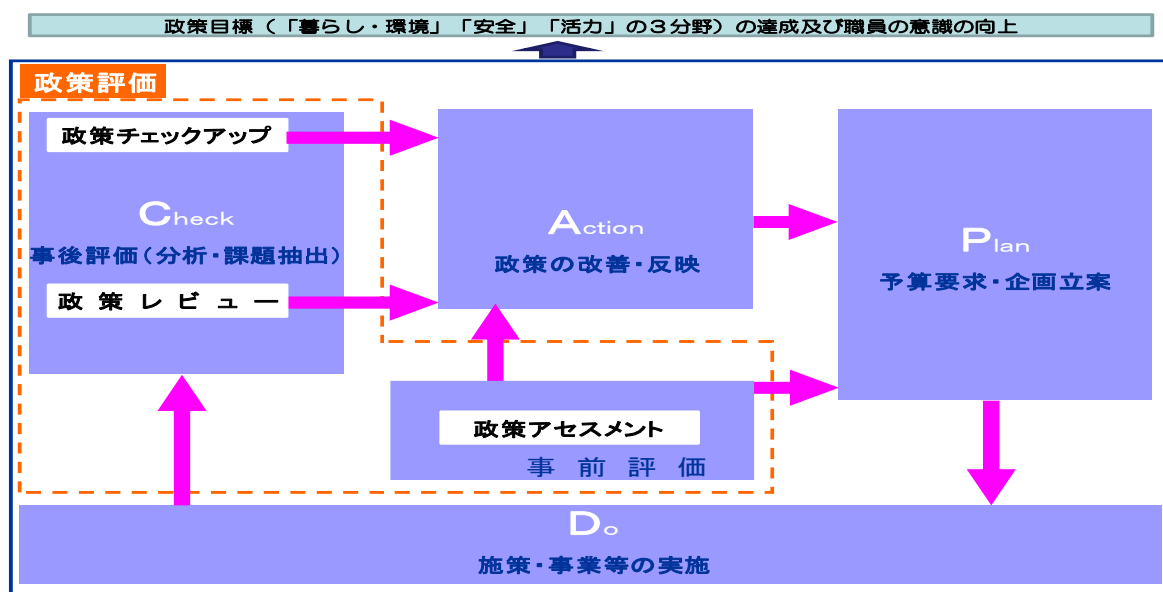 政策目標（「暮らし・環境」「安全」「活力」の３分野）の達成及び職員の意識の向上
政策評価
政策チェックアップ
Check
事後評価(分析・課題抽出)
政策レビュー
Action
政策の改善・反映
Plan
予算要求・企画立案
政策アセスメント
事前評価
Do
施策・事業等の実施